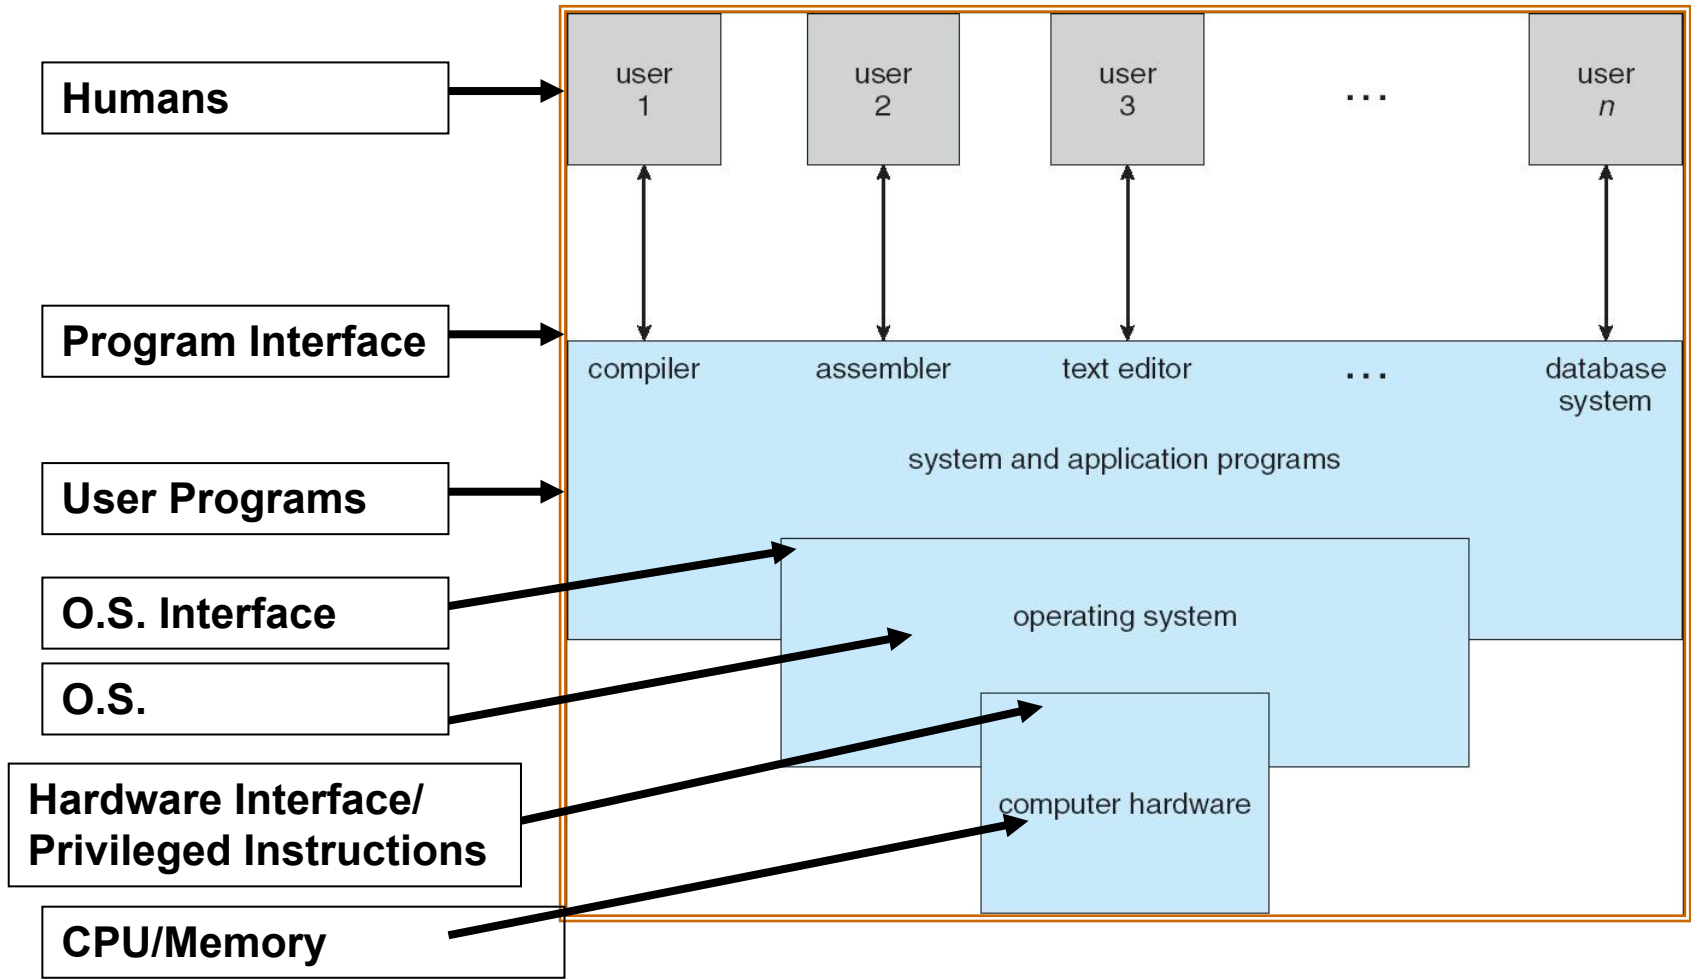 Humans
Program Interface
User Programs
O.S. Interface
O.S.
Hardware Interface/
Privileged Instructions
CPU/Memory
user
1
user
2
user
3
...
user
n
compiler
assembler
text editor
...
database
system
system and application programs
operating system
computer hardware